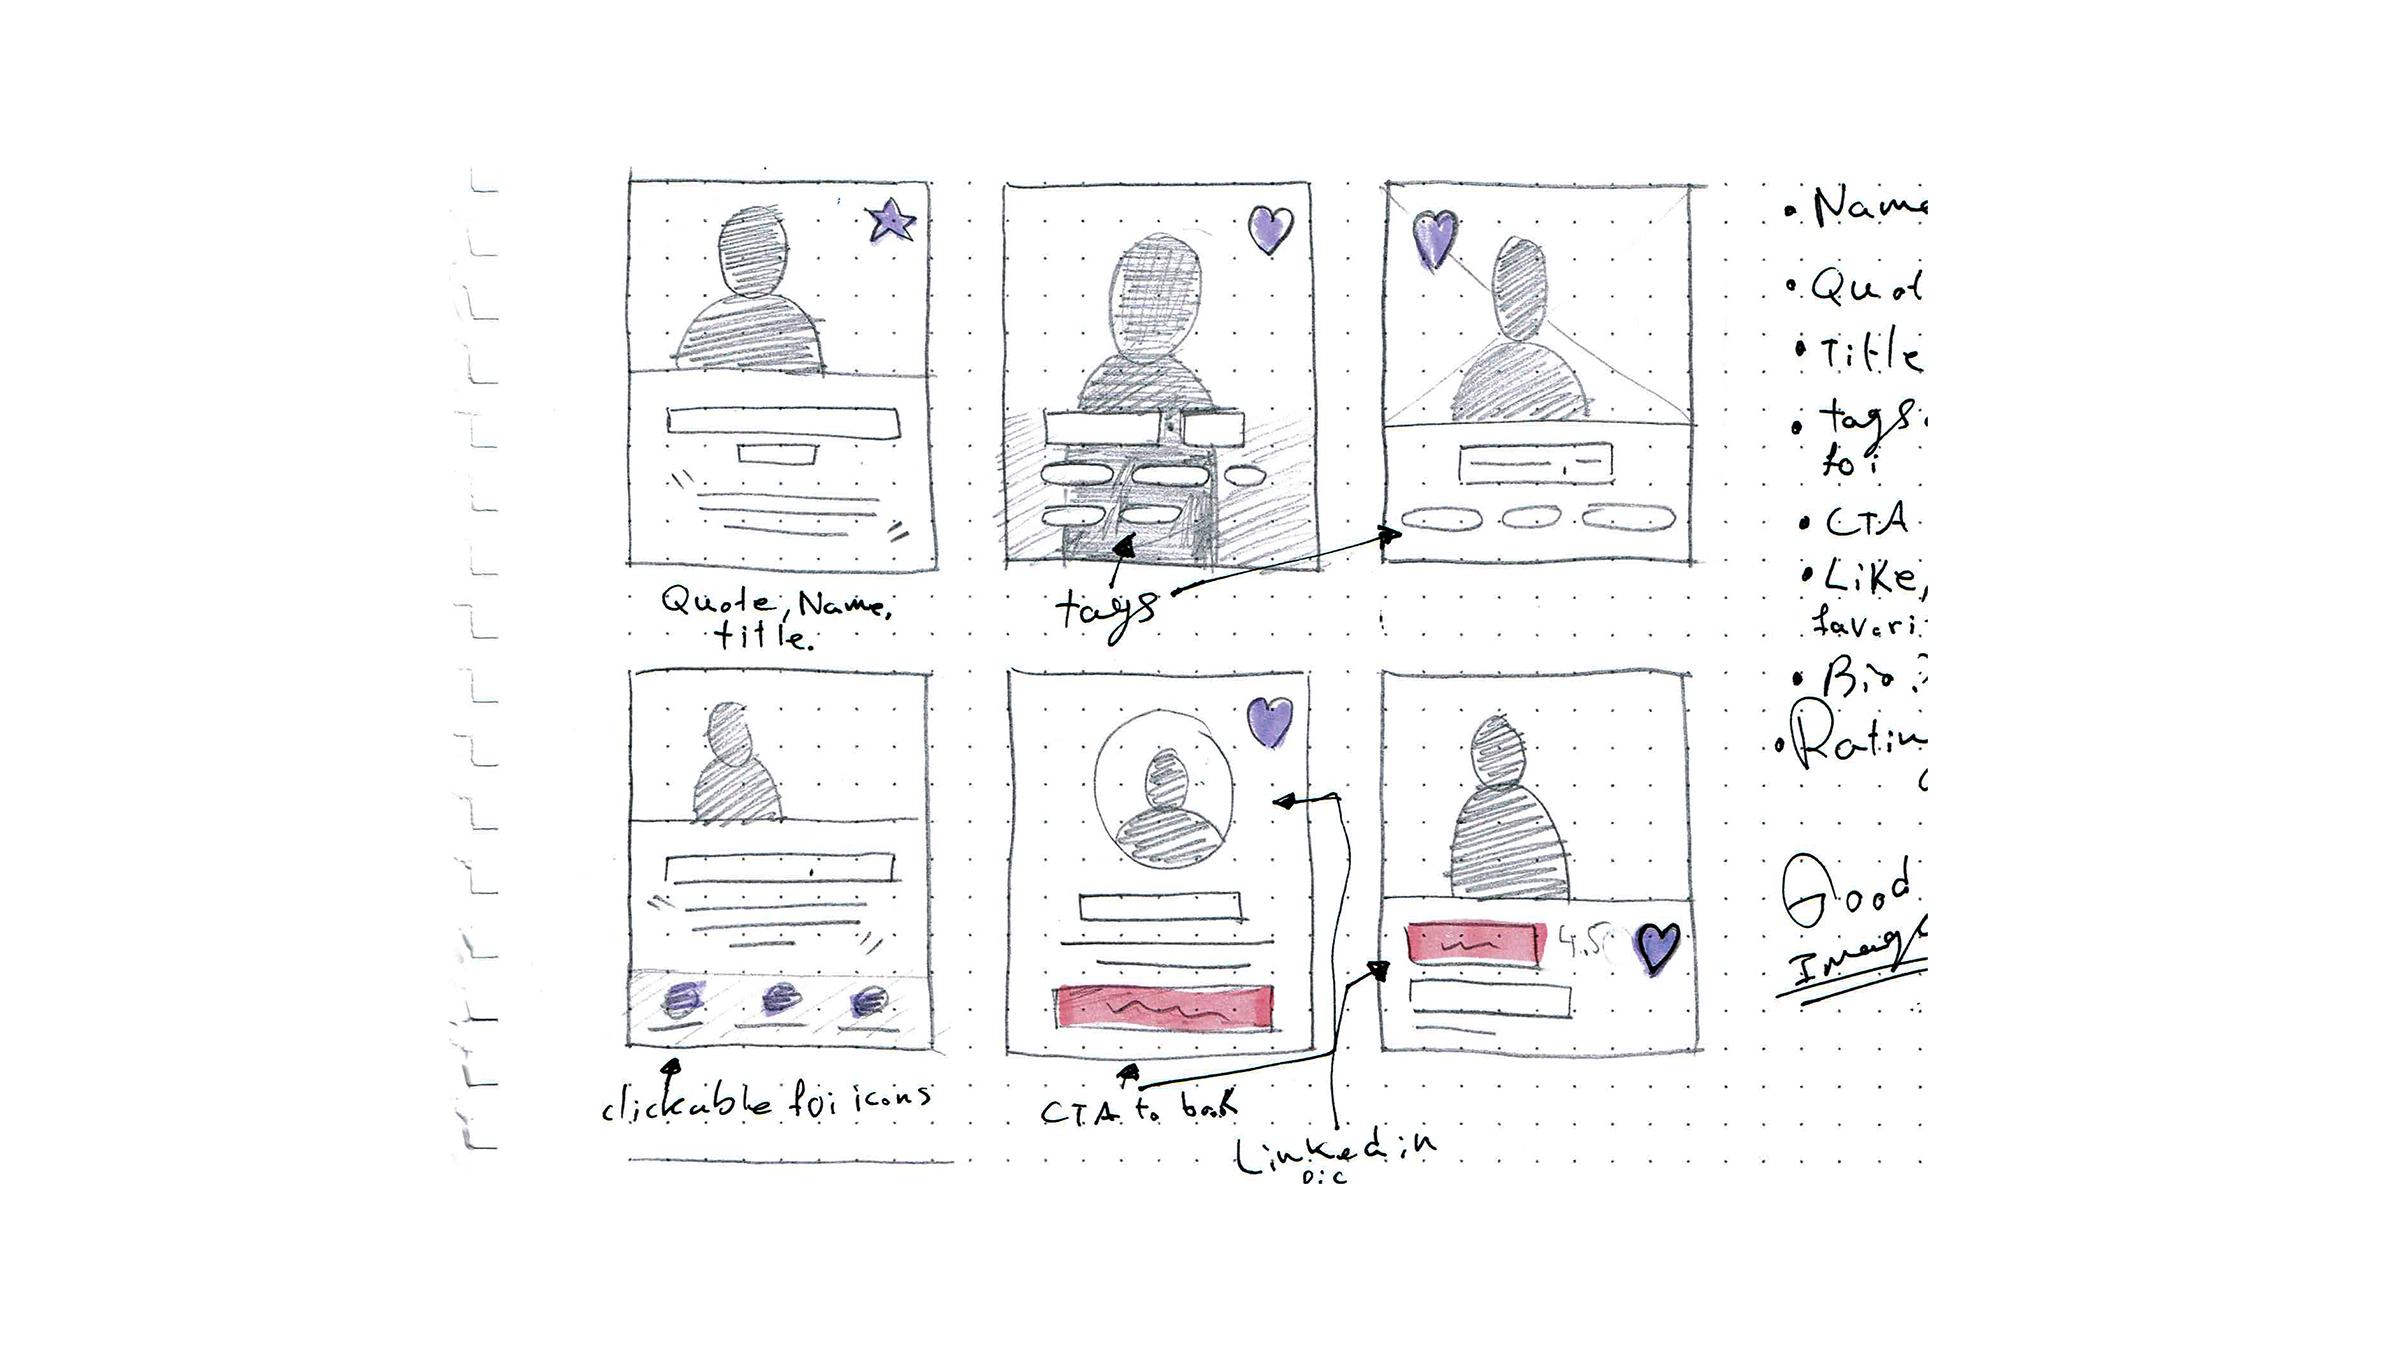 Quote, Name,
title.
tags
clickable foi icons
CTA to book
Linkedin
pic
4.5
• Name
• Quot
• Title
• tags.
foi
• CTA
• Like,
favori
• Bio ?
• Ratin
Good
Image